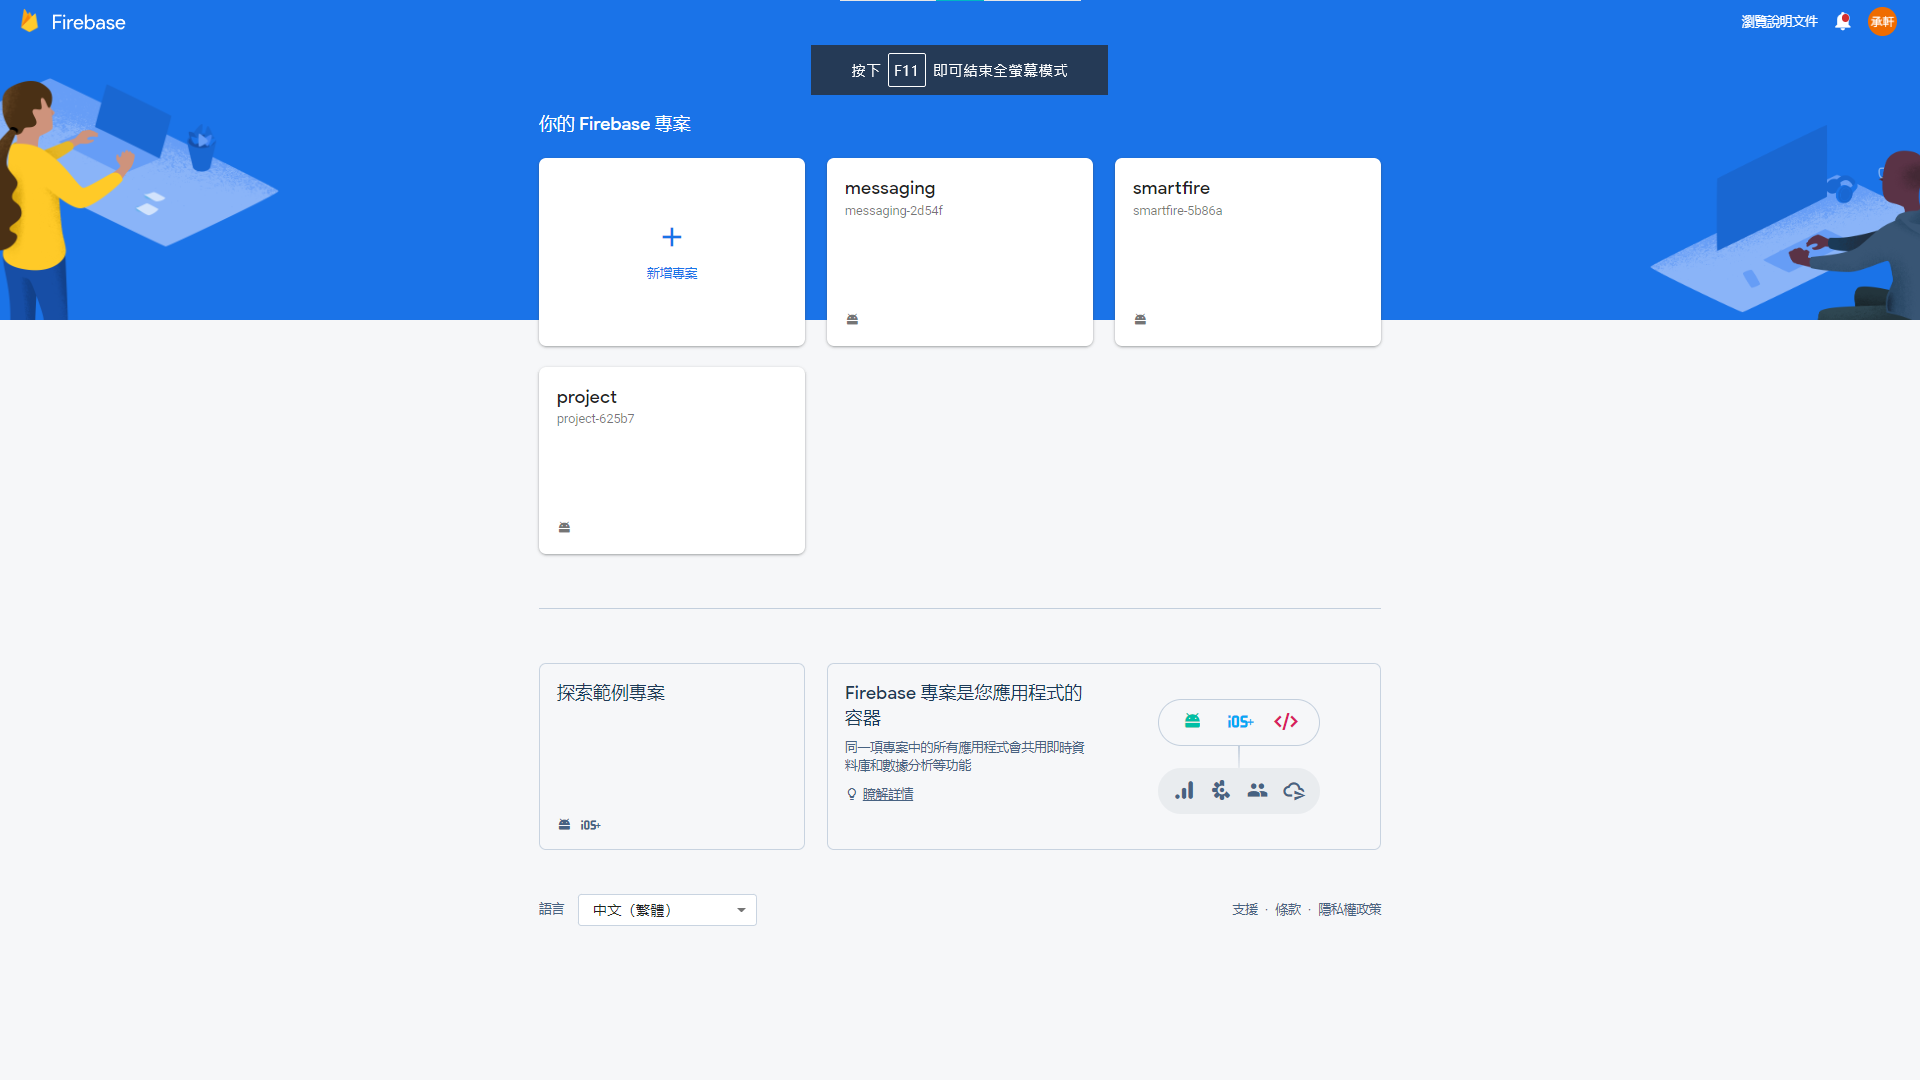 Firebase
瀏覽說明文件
承軒
按下 F11 即可結束全螢幕模式
你的 Firebase 專案
新增專案
messaging
messaging-2d54f
smartfire
smartfire-5b86a
project
project-625b7
探索範例專案
iOS+
Firebase 專案是您應用程式的
容器
同一項專案中的所有應用程式會共用即時資
料庫和數據分析等功能
瞭解詳情
iOS+
語言
中文（繁體）
支援 · 條款 · 隱私權政策